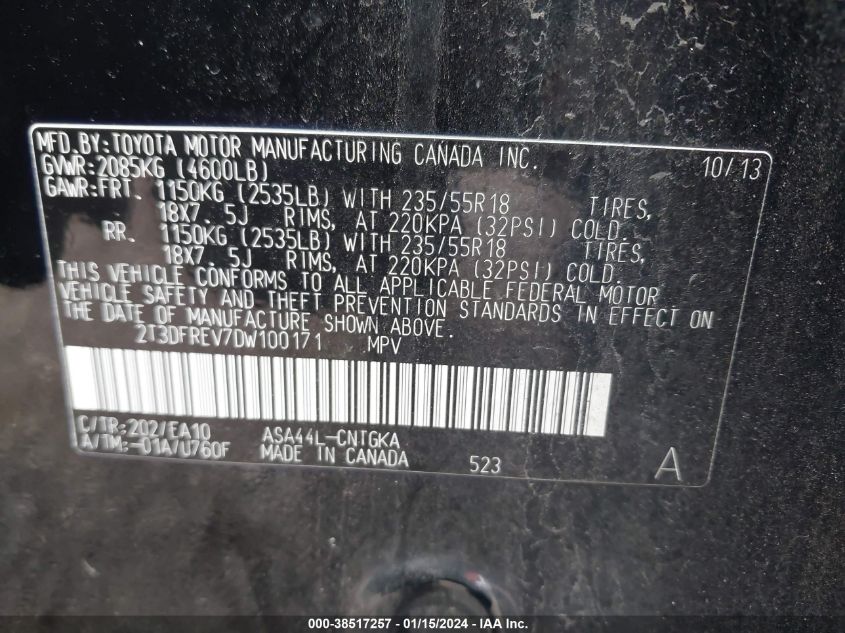 MFD.BY:TOYOTA MOTOR MANUFACTURING CANADA INC. 10/13
GVWR:2085KG (4600LB)
GAWR:FRT. 1150KG (2535LB) WITH 235/55R18 TIRES,
18X7. 5J RIMS, AT 220KPA (32PSI) COLD
RR. 1150KG (2535LB) WITH 235/55R18 TIRES,
18X7. 5J RIMS, AT 220KPA (32PSI) COLD
THIS VEHICLE CONFORMS TO ALL APPLICABLE FEDERAL MOTOR
VEHICLE SAFETY AND THEFT PREVENTION STANDARDS IN EFFECT ON
THE DATE OF MANUFACTURE SHOWN ABOVE.
2T3DFREV7DW100171 MPV
C/TR:202/EA10 ASA44L-CNTGKA
A/TM:-01A/U760F MADE IN CANADA 523 A
000-38517257 - 01/15/2024 - IAA Inc.